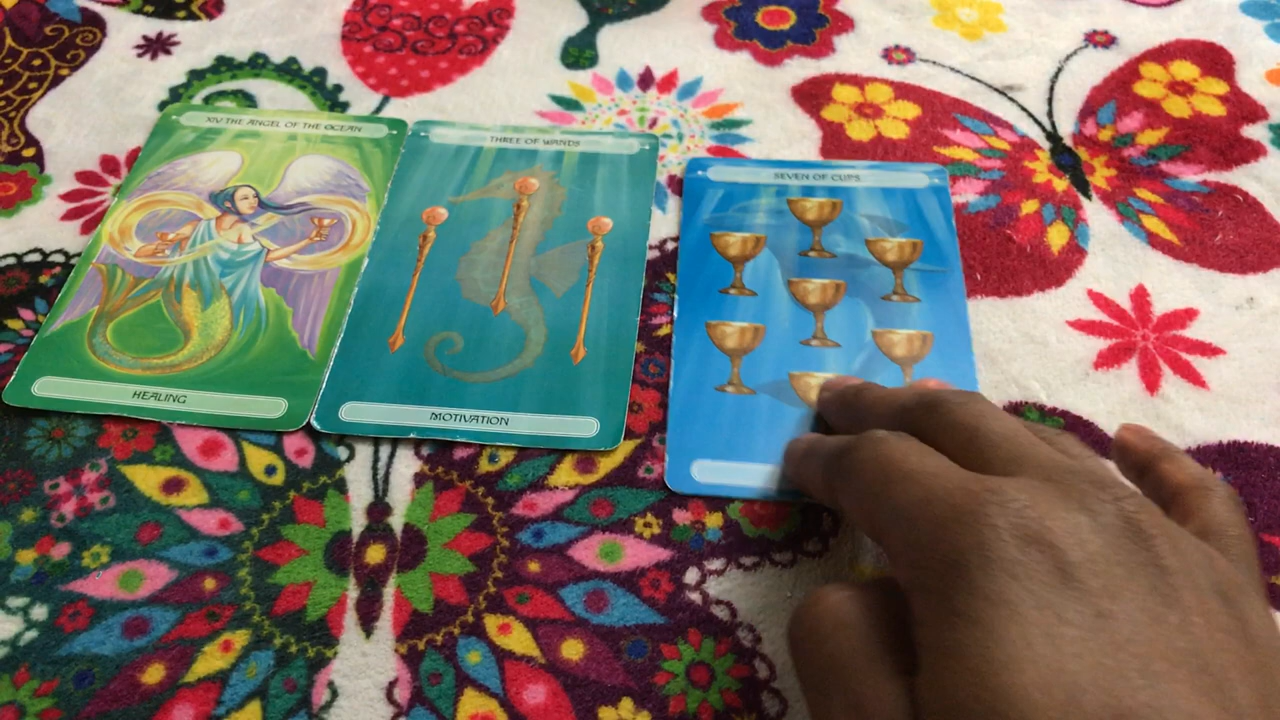 XIV THE ANGEL OF THE OCEAN
HEALING
THREE OF WANDS
MOTIVATION
SEVEN OF CUPS